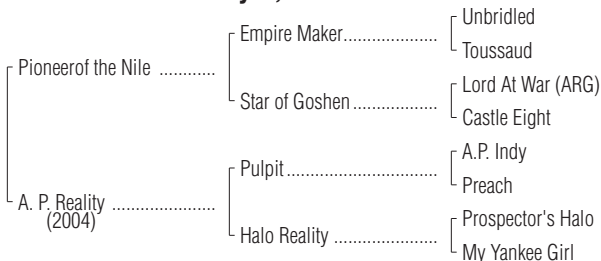 Unbridled
Empire Maker....................
Toussaud
Pioneerof the Nile ............
Lord At War (ARG)
Star of Goshen..................
Castle Eight
A.P. Indy
Pulpit................................
Preach
A. P. Reality ......................
(2004)
Prospector's Halo
Halo Reality ......................
My Yankee Girl